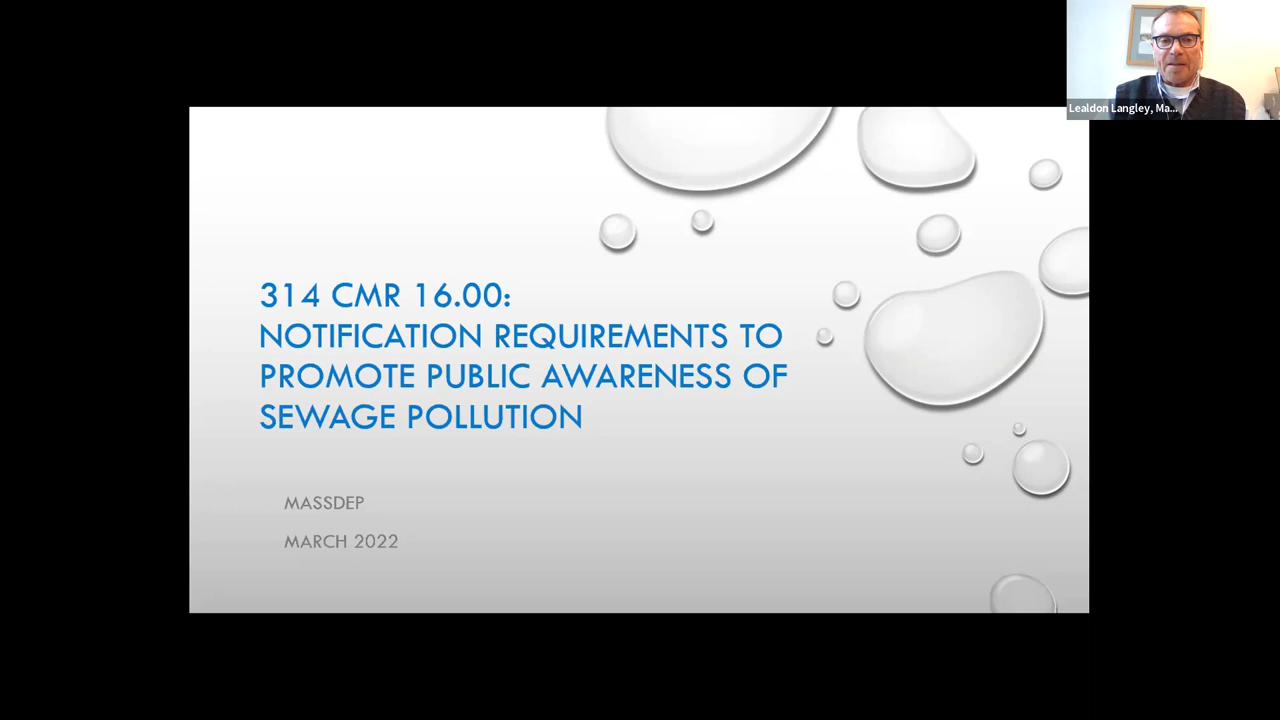 Lealdon Langley, Ma...
314 CMR 16.00:
NOTIFICATION REQUIREMENTS TO
PROMOTE PUBLIC AWARENESS OF
SEWAGE POLLUTION
MASSDEP
MARCH 2022